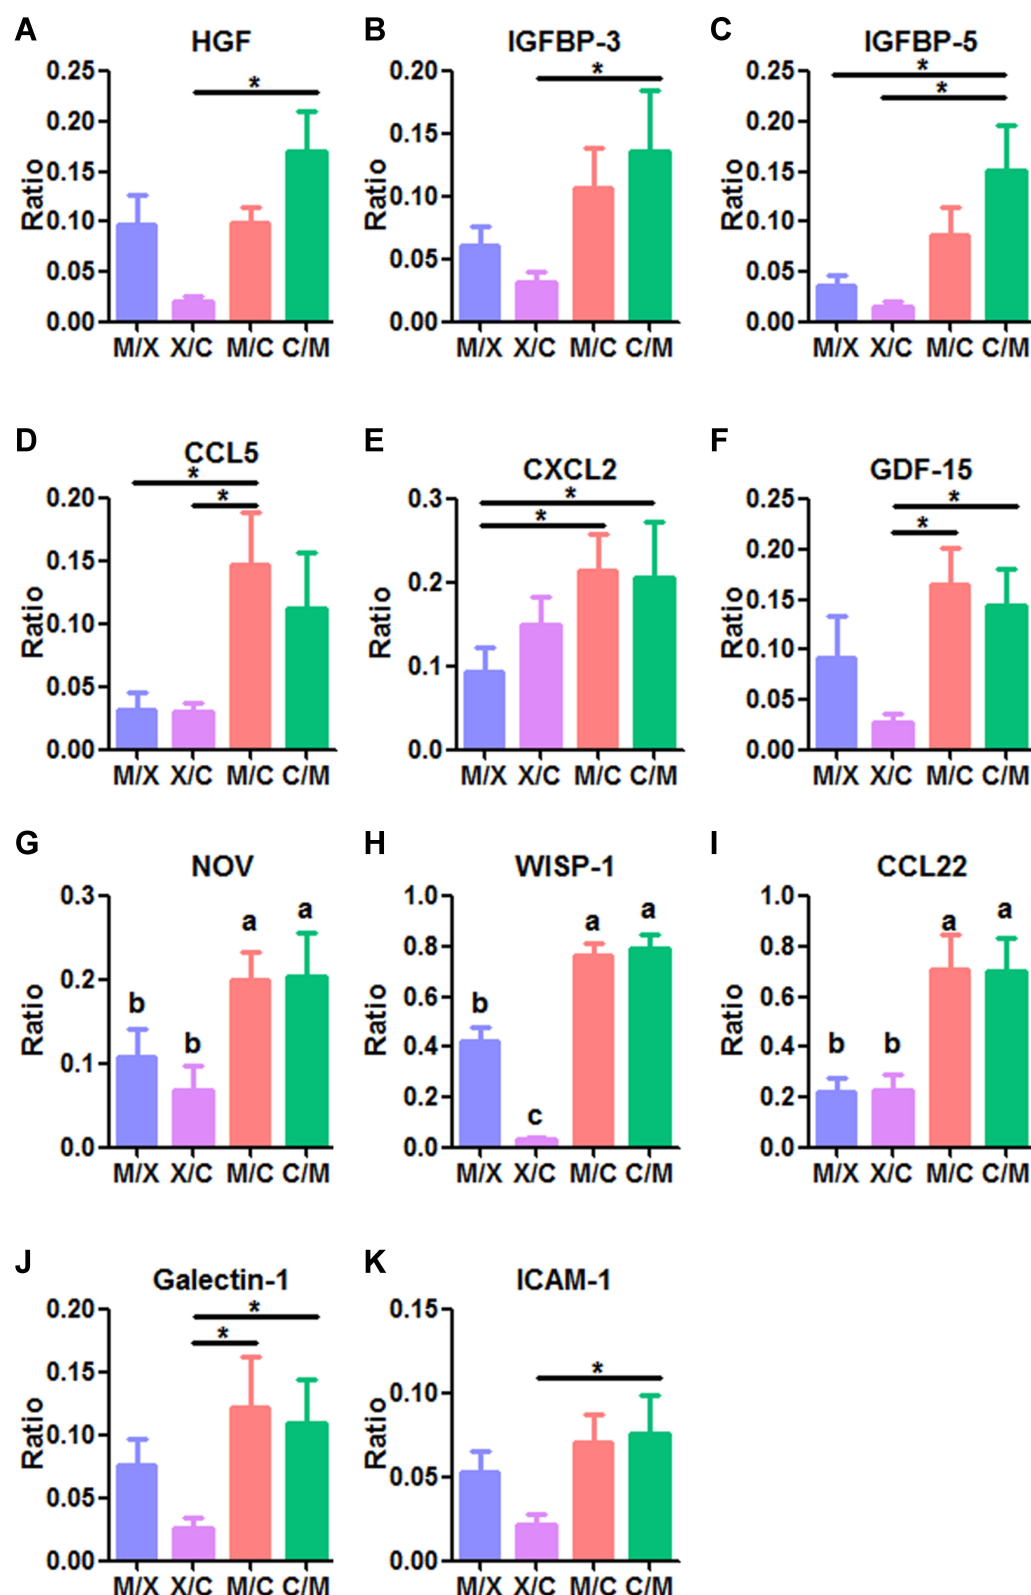 A
HGF
0.25
0.20
0.15
0.10
0.05
0.00
Ratio
*
M/X X/C M/C C/M
B
IGFBP-3
0.20
0.15
0.10
0.05
0.00
Ratio
*
M/X X/C M/C C/M
C
IGFBP-5
0.25
0.20
0.15
0.10
0.05
0.00
Ratio
*
*
M/X X/C M/C C/M
D
CCL5
0.20
0.15
0.10
0.05
0.00
Ratio
*
*
M/X X/C M/C C/M
E
CXCL2
0.3
0.2
0.1
0.0
Ratio
*
*
M/X X/C M/C C/M
F
GDF-15
0.25
0.20
0.15
0.10
0.05
0.00
Ratio
*
*
M/X X/C M/C C/M
G
NOV
0.3
0.2
0.1
0.0
Ratio
b b a a
M/X X/C M/C C/M
H
WISP-1
1.0
0.8
0.6
0.4
0.2
0.0
Ratio
b c a a
M/X X/C M/C C/M
I
CCL22
1.0
0.8
0.6
0.4
0.2
0.0
Ratio
b b a a
M/X X/C M/C C/M
J
Galectin-1
0.20
0.15
0.10
0.05
0.00
Ratio
*
*
M/X X/C M/C C/M
K
ICAM-1
0.15
0.10
0.05
0.00
Ratio
*
M/X X/C M/C C/M